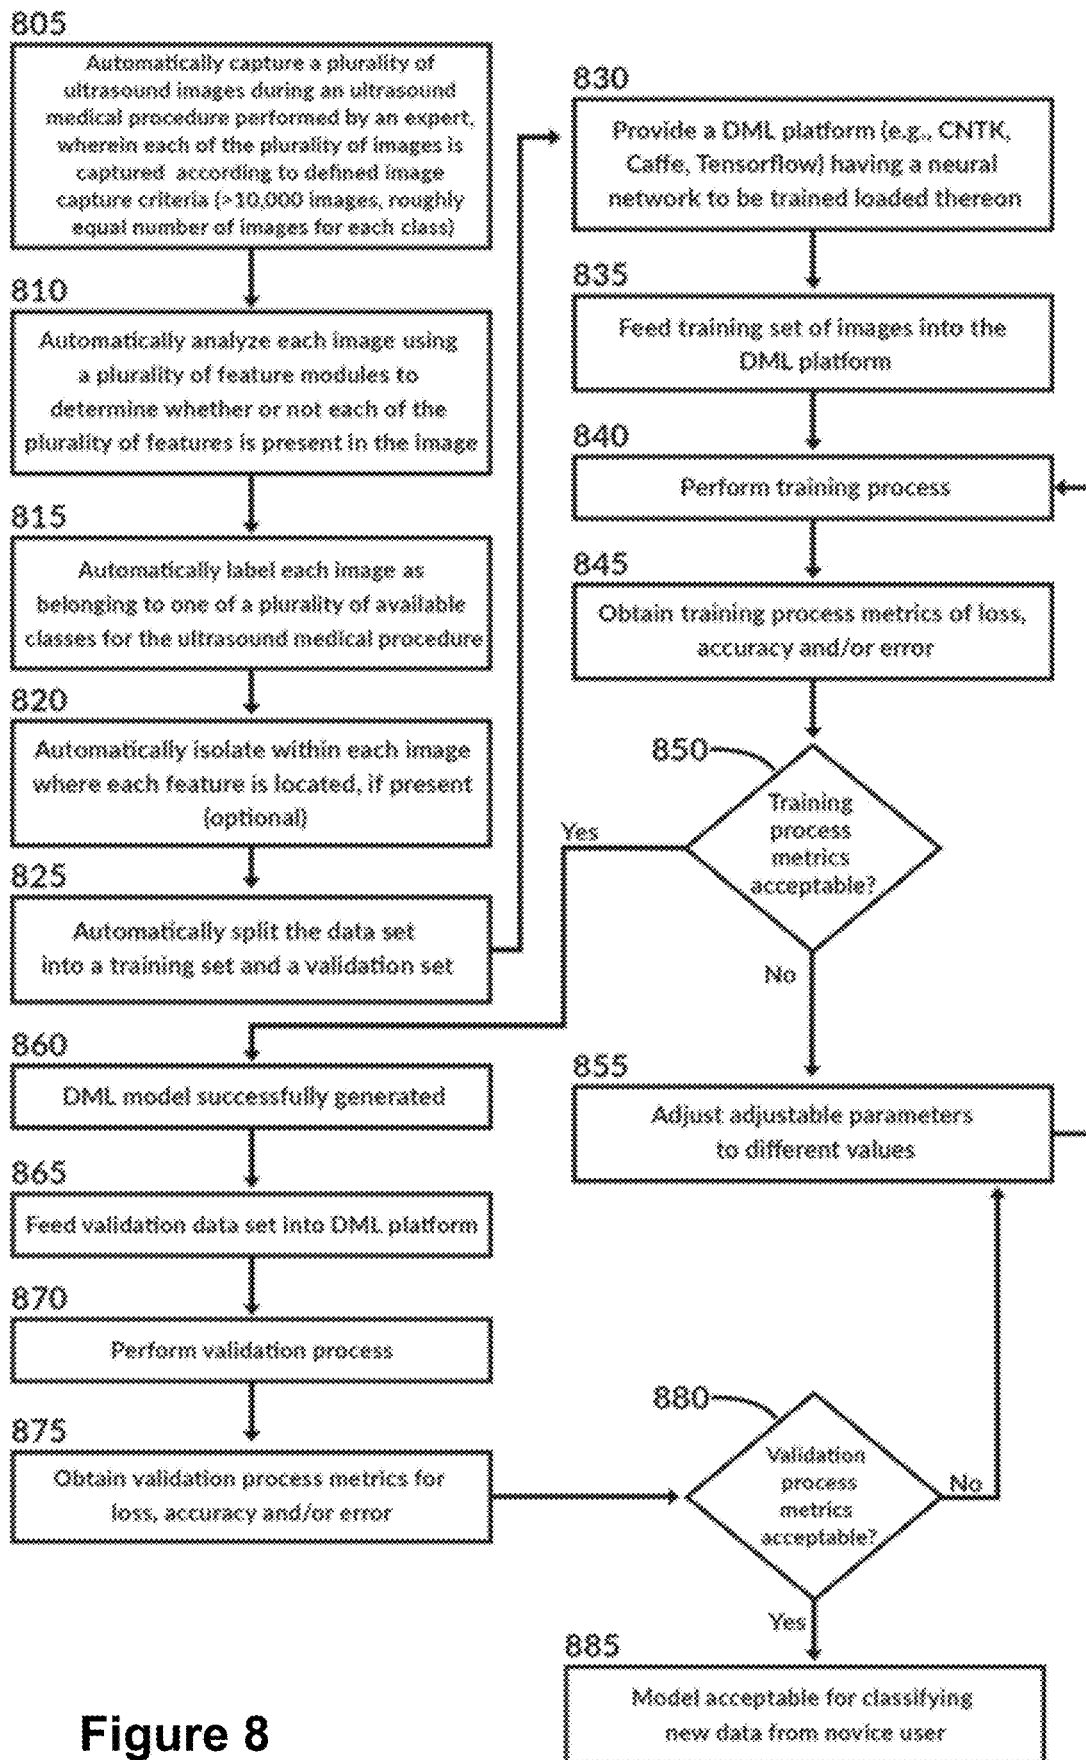 805
Automatically capture a plurality of
ultrasound images during an ultrasound
medical procedure performed by an expert,
wherein each of the plurality of images is
captured according to defined image
capture criteria (>10,000 images, roughly
equal number of images for each class)
810
Automatically analyze each image using
a plurality of feature modules to
determine whether or not each of the
plurality of features is present in the image
815
Automatically label each image as
belonging to one of a plurality of available
classes for the ultrasound medical procedure
820
Automatically isolate within each image
where each feature is located, if present
(optional)
825
Automatically split the data set
into a training set and a validation set
830
Provide a DML platform (e.g., CNTK,
Caffe, Tensorflow) having a neural
network to be trained loaded thereon
835
Feed training set of images into the
DML platform
840
Perform training process
845
Obtain training process metrics of loss,
accuracy and/or error
850
Training
process
metrics
acceptable?
Yes
No
855
Adjust adjustable parameters
to different values
860
DML model successfully generated
865
Feed validation data set into DML platform
870
Perform validation process
875
Obtain validation process metrics for
loss, accuracy and/or error
880
Validation
process
metrics
acceptable?
No
Yes
885
Model acceptable for classifying
new data from novice user
Figure 8